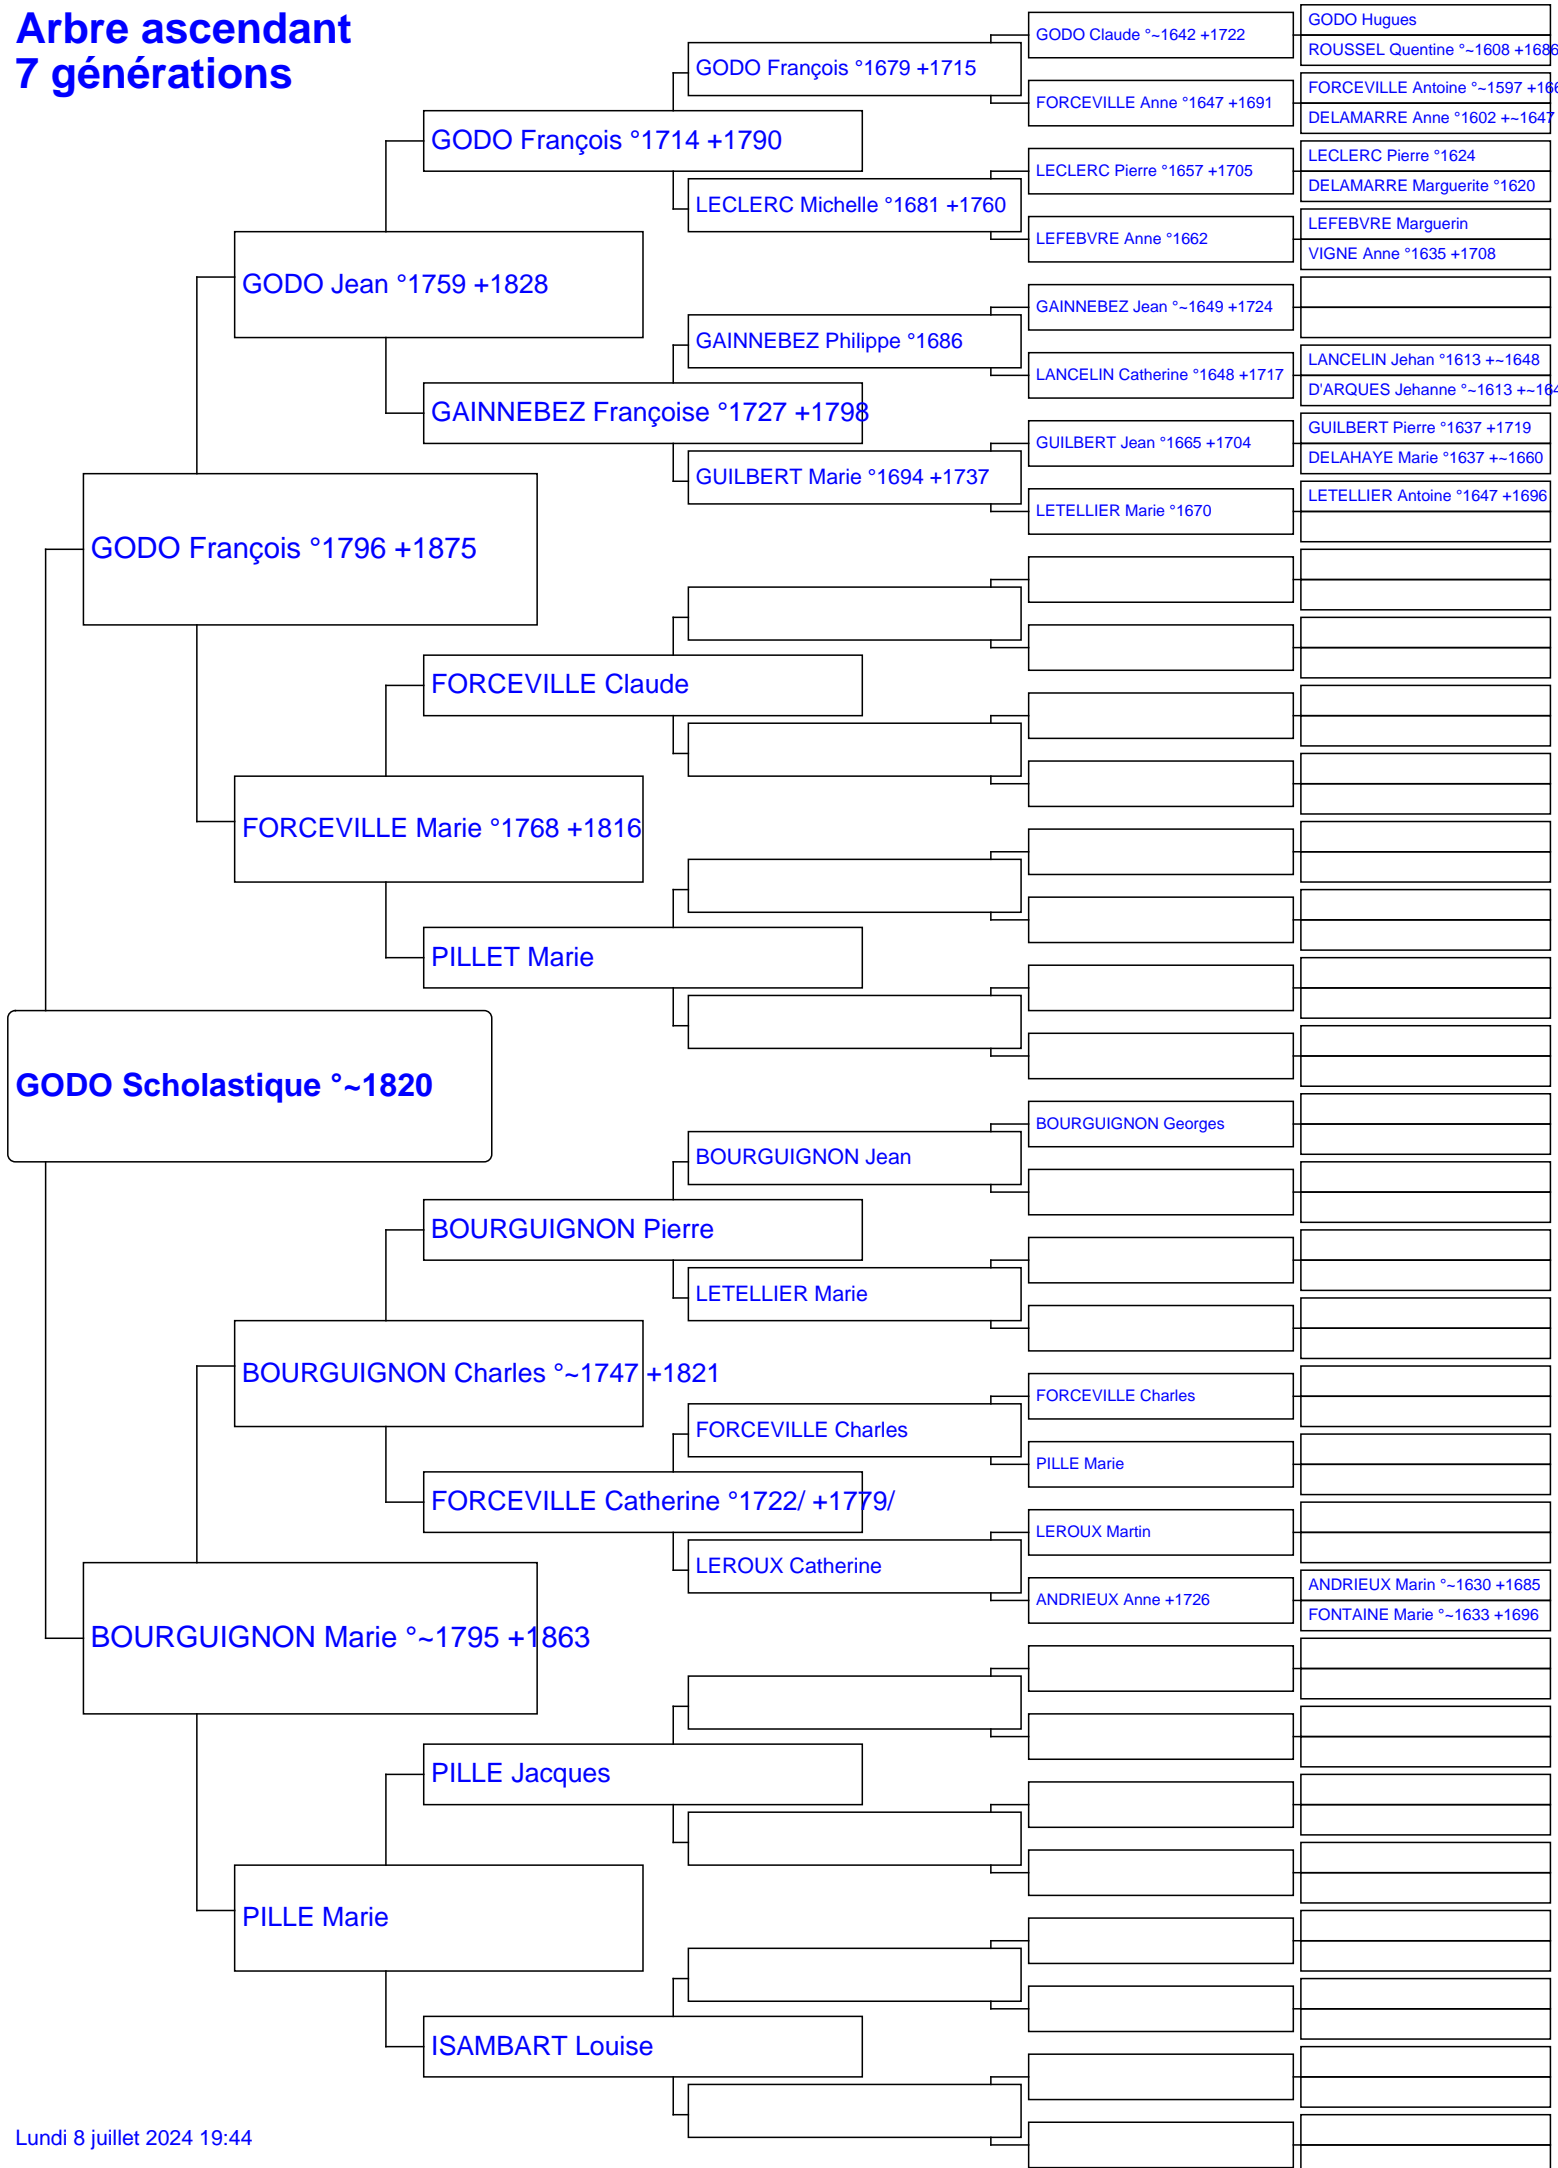 Arbre ascendant
7 générations
GODO Scholastique °~1820
GODO François °1796 +1875
BOURGUIGNON Marie °~1795 +1863
GODO Jean °1759 +1828
FORCEVILLE Marie °1768 +1816
BOURGUIGNON Charles °~1747 +1821
PILLE Marie
GODO François °1714 +1790
GAINNEBEZ Françoise °1727 +1798
FORCEVILLE Claude
PILLET Marie
BOURGUIGNON Pierre
FORCEVILLE Catherine °1722/ +1779/
PILLE Jacques
ISAMBART Louise
GODO François °1679 +1715
LECLERC Michelle °1681 +1760
GAINNEBEZ Philippe °1686
GUILBERT Marie °1694 +1737
BOURGUIGNON Jean
LETELLIER Marie
FORCEVILLE Charles
LEROUX Catherine
GODO Claude °~1642 +1722
FORCEVILLE Anne °1647 +1691
LECLERC Pierre °1657 +1705
LEFEBVRE Anne °1662
GAINNEBEZ Jean °~1649 +1724
LANCELIN Catherine °1648 +1717
GUILBERT Jean °1665 +1704
LETELLIER Marie °1670
BOURGUIGNON Georges
FORCEVILLE Charles
PILLE Marie
LEROUX Martin
ANDRIEUX Anne +1726
GODO Hugues
ROUSSEL Quentine °~1608 +1686
FORCEVILLE Antoine °~1597
DELAMARRE Anne °1602 +~1647
LECLERC Pierre °1624
DELAMARRE Marguerite °1620
LEFEBVRE Marguerin
VIGNE Anne °1635 +1708
LANCELIN Jehan °1613 +~1648
D'ARQUES Jehanne °~1613
GUILBERT Pierre °1637 +1719
DELAHAYE Marie °1637 +~1660
LETELLIER Antoine °1647 +1696
ANDRIEUX Marin °~1630 +1685
FONTAINE Marie °~1633 +1696
Lundi 8 juillet 2024 19:44